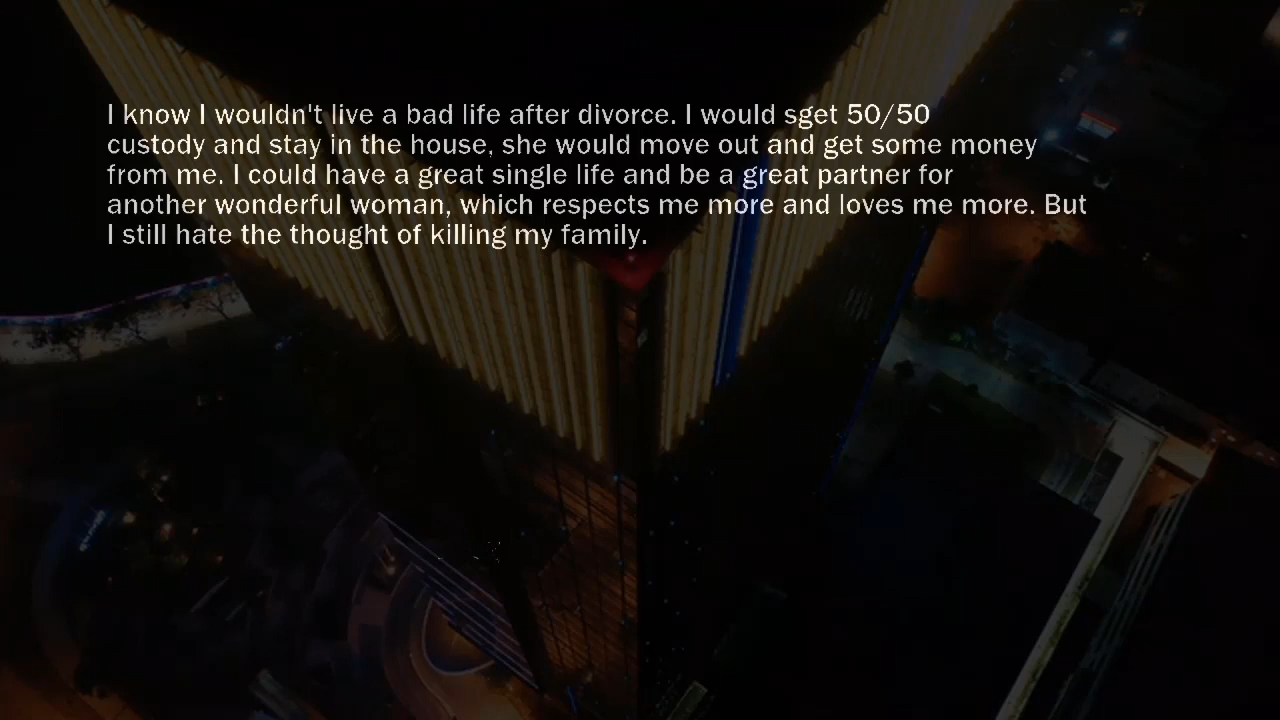 I know I wouldn't live a bad life after divorce. I would sget 50/50
custody and stay in the house, she would move out and get some money
from me. I could have a great single life and be a great partner for
another wonderful woman, which respects me more and loves me more. But
I still hate the thought of killing my family.